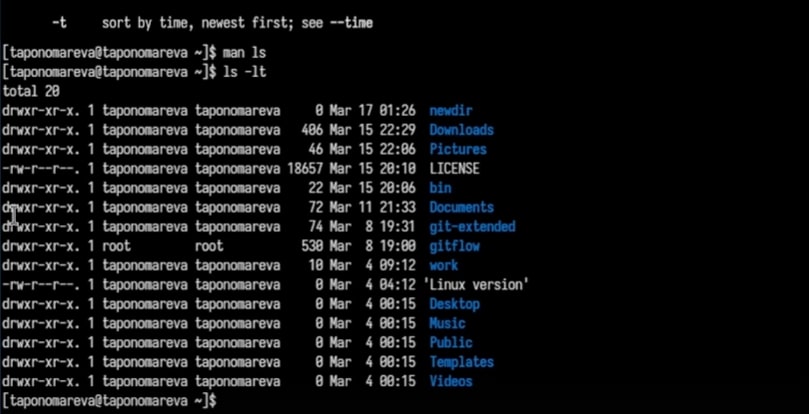 -t     sort by time, newest first; see --time
[taponomareva@taponomareva ~]$ man ls
[taponomareva@taponomareva ~]$ ls -lt
total 20
drwxr-xr-x. 1 taponomareva taponomareva     0 Mar 17 01:26  newdir
drwxr-xr-x. 1 taponomareva taponomareva   406 Mar 15 22:29  Downloads
drwxr-xr-x. 1 taponomareva taponomareva    46 Mar 15 22:06  Pictures
-rw-r--r--. 1 taponomareva taponomareva 18657 Mar 15 20:10  LICENSE
drwxr-xr-x. 1 taponomareva taponomareva    22 Mar 15 20:06  bin
drwxr-xr-x. 1 taponomareva taponomareva    72 Mar 11 21:33  Documents
drwxr-xr-x. 1 taponomareva taponomareva    74 Mar  8 19:31  git-extended
drwxr-xr-x. 1 root         root           530 Mar  8 19:00  gitflow
drwxr-xr-x. 1 taponomareva taponomareva    10 Mar  4 09:12  work
-rw-r--r--. 1 taponomareva taponomareva     0 Mar  4 04:12 'Linux version'
drwxr-xr-x. 1 taponomareva taponomareva     0 Mar  4 00:15  Desktop
drwxr-xr-x. 1 taponomareva taponomareva     0 Mar  4 00:15  Music
drwxr-xr-x. 1 taponomareva taponomareva     0 Mar  4 00:15  Public
drwxr-xr-x. 1 taponomareva taponomareva     0 Mar  4 00:15  Templates
drwxr-xr-x. 1 taponomareva taponomareva     0 Mar  4 00:15  Videos
[taponomareva@taponomareva ~]$